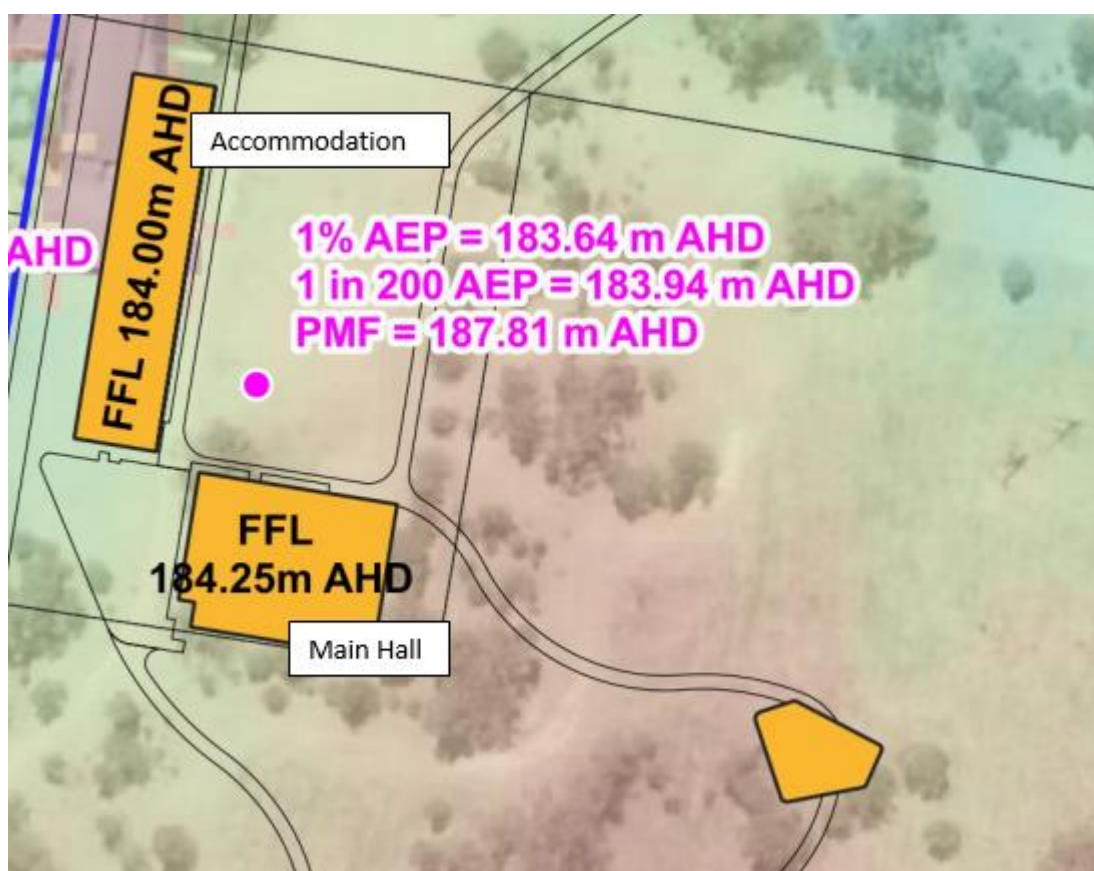 Accommodation
FFL 184.00m AHD
AHD
1% AEP = 183.64 m AHD
1 in 200 AEP = 183.94 m AHD
PMF = 187.81 m AHD
FFL
184.25m AHD
Main Hall